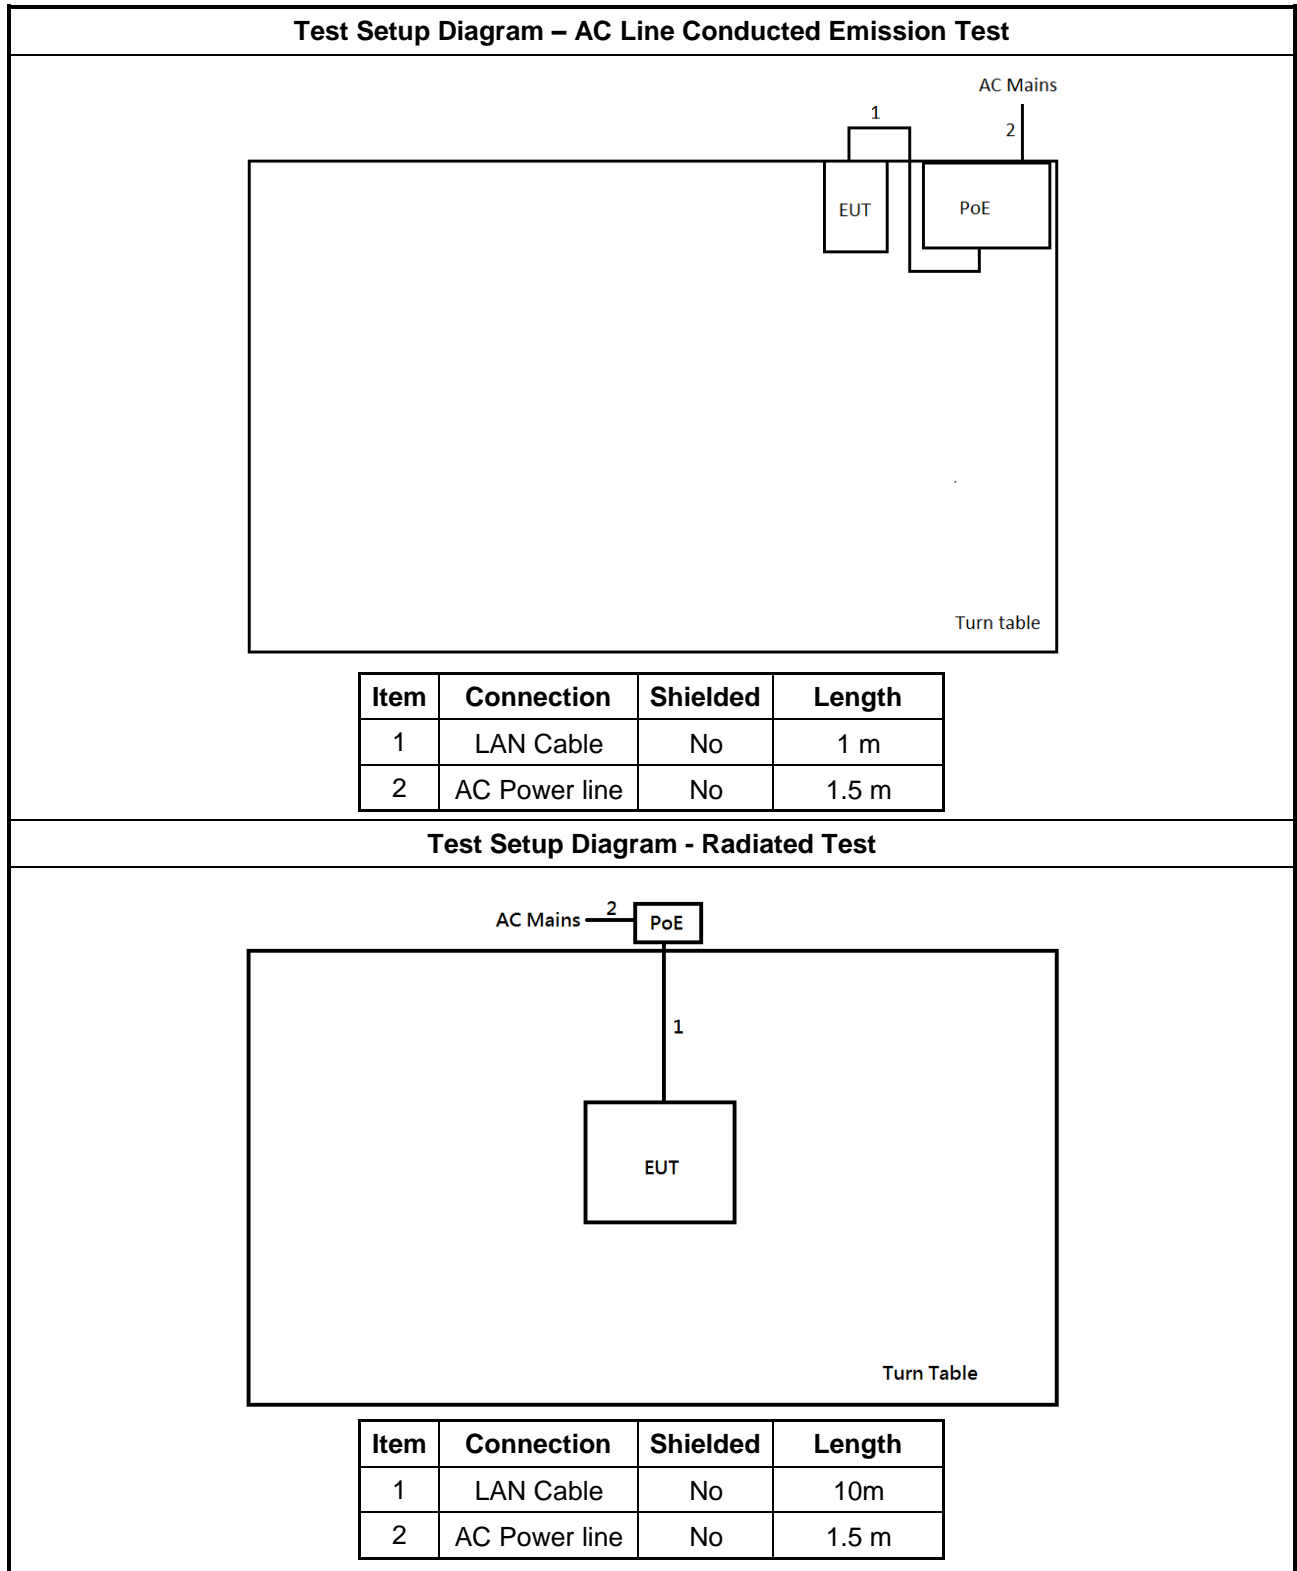 Test Setup Diagram – AC Line Conducted Emission Test
AC Mains
1
2
EUT
PoE
Turn table
Item Connection Shielded Length
1 LAN Cable No 1 m
2 AC Power line No 1.5 m
Test Setup Diagram - Radiated Test
AC Mains 2 PoE
1
EUT
Turn Table
Item Connection Shielded Length
1 LAN Cable No 10m
2 AC Power line No 1.5 m